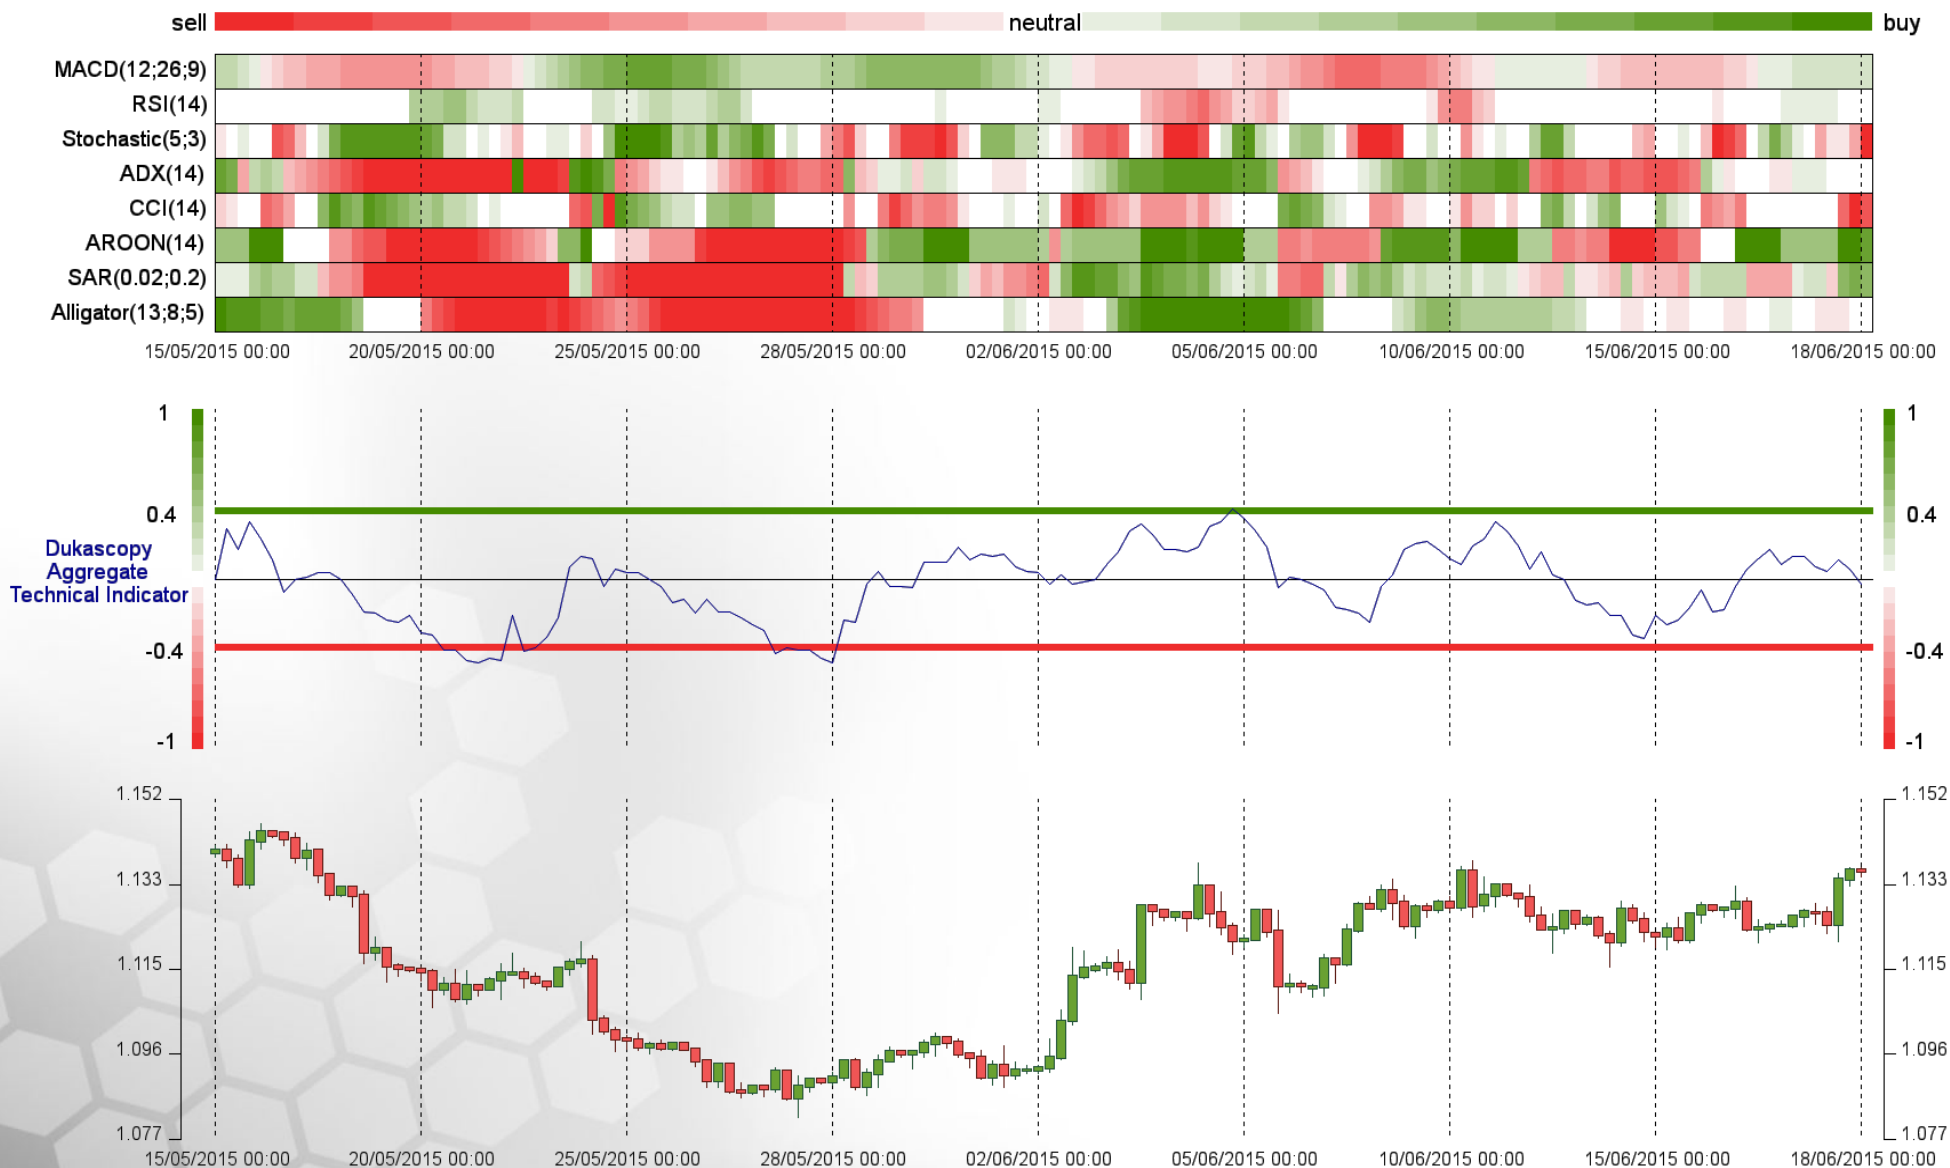 sell neutral buy
MACD(12;26;9)
RSI(14)
Stochastic(5;3)
ADX(14)
CCI(14)
AROON(14)
SAR(0.02;0.2)
Alligator(13;8;5)
15/05/2015 00:00 20/05/2015 00:00 25/05/2015 00:00 28/05/2015 00:00 02/06/2015 00:00 05/06/2015 00:00 10/06/2015 00:00 15/06/2015 00:00 18/06/2015 00:00
1 1
0.4 0.4
Dukascopy
Aggregate
Technical Indicator
-0.4 -0.4
-1 -1
1.152 1.152
1.133 1.133
1.115 1.115
1.096 1.096
1.077 1.077
15/05/2015 00:00 20/05/2015 00:00 25/05/2015 00:00 28/05/2015 00:00 02/06/2015 00:00 05/06/2015 00:00 10/06/2015 00:00 15/06/2015 00:00 18/06/2015 00:00